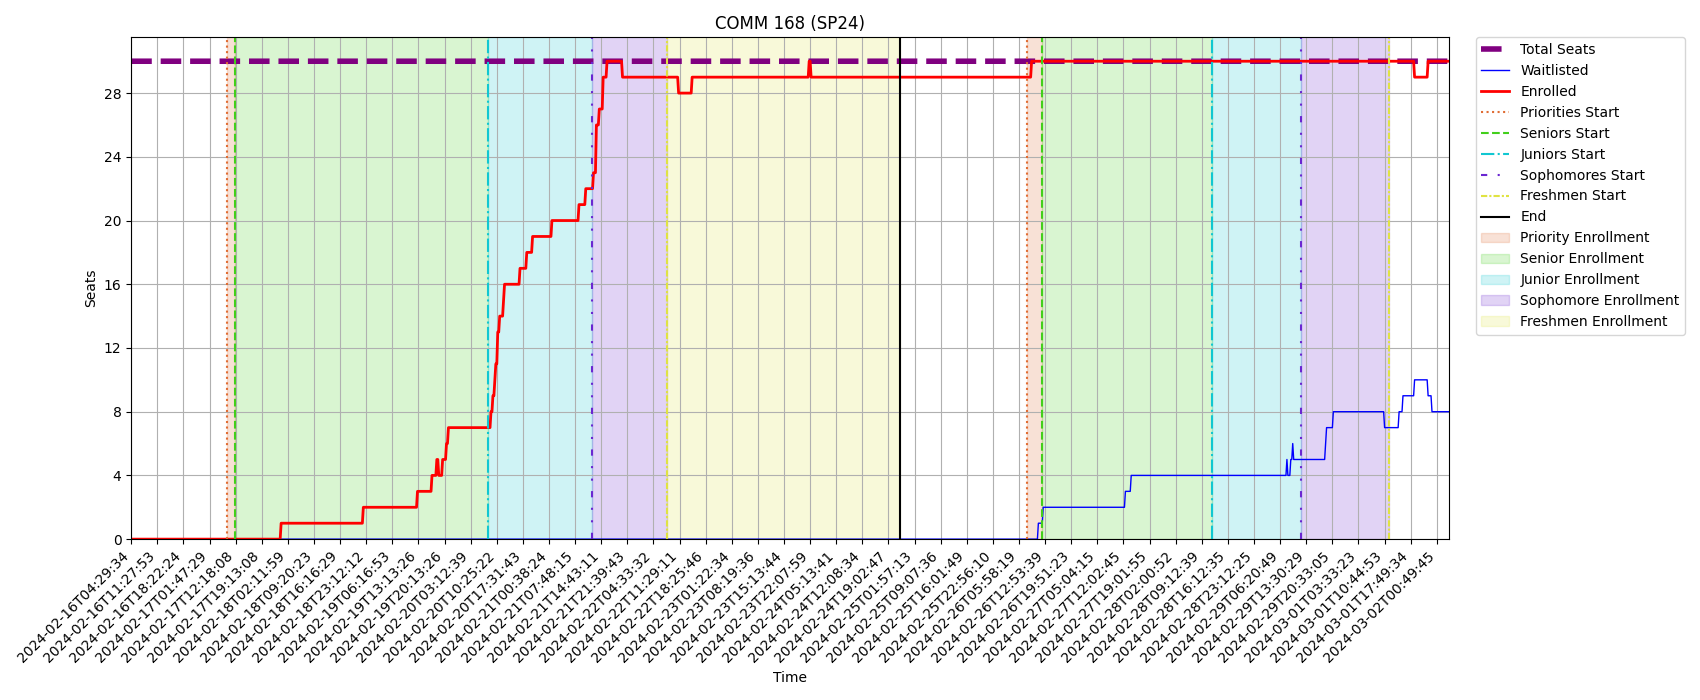 COMM 168 (SP24)
Total Seats
Waitlisted
Enrolled
Priorities Start
Seniors Start
Juniors Start
Sophomores Start
Freshmen Start
End
Priority Enrollment
Senior Enrollment
Junior Enrollment
Sophomore Enrollment
Freshmen Enrollment
Seats
28
24
20
16
12
8
4
0
2024-02-16T04:29:34
2024-02-16T11:27:53
2024-02-16T18:22:24
2024-02-17T01:47:29
2024-02-17T12:18:08
2024-02-17T19:13:08
2024-02-18T02:11:59
2024-02-18T09:20:23
2024-02-18T16:16:29
2024-02-18T23:12:12
2024-02-19T06:16:53
2024-02-19T13:13:26
2024-02-19T20:13:26
2024-02-20T03:12:39
2024-02-20T10:25:22
2024-02-20T17:31:43
2024-02-21T00:38:24
2024-02-21T07:48:15
2024-02-21T14:43:11
2024-02-21T21:39:43
2024-02-22T04:33:32
2024-02-22T11:29:11
2024-02-22T18:25:46
2024-02-23T01:22:34
2024-02-23T08:19:36
2024-02-23T15:13:44
2024-02-23T22:07:59
2024-02-24T05:13:41
2024-02-24T12:08:34
2024-02-24T19:02:47
2024-02-25T01:57:13
2024-02-25T09:07:36
2024-02-25T16:01:49
2024-02-25T22:56:10
2024-02-26T05:58:19
2024-02-26T12:53:39
2024-02-26T19:51:23
2024-02-27T05:04:15
2024-02-27T12:02:45
2024-02-27T19:01:55
2024-02-28T02:00:52
2024-02-28T09:12:39
2024-02-28T16:12:35
2024-02-28T23:12:25
2024-02-29T06:20:49
2024-02-29T13:30:29
2024-02-29T20:33:05
2024-03-01T03:33:23
2024-03-01T10:44:53
2024-03-01T17:49:34
2024-03-02T00:49:45
Time